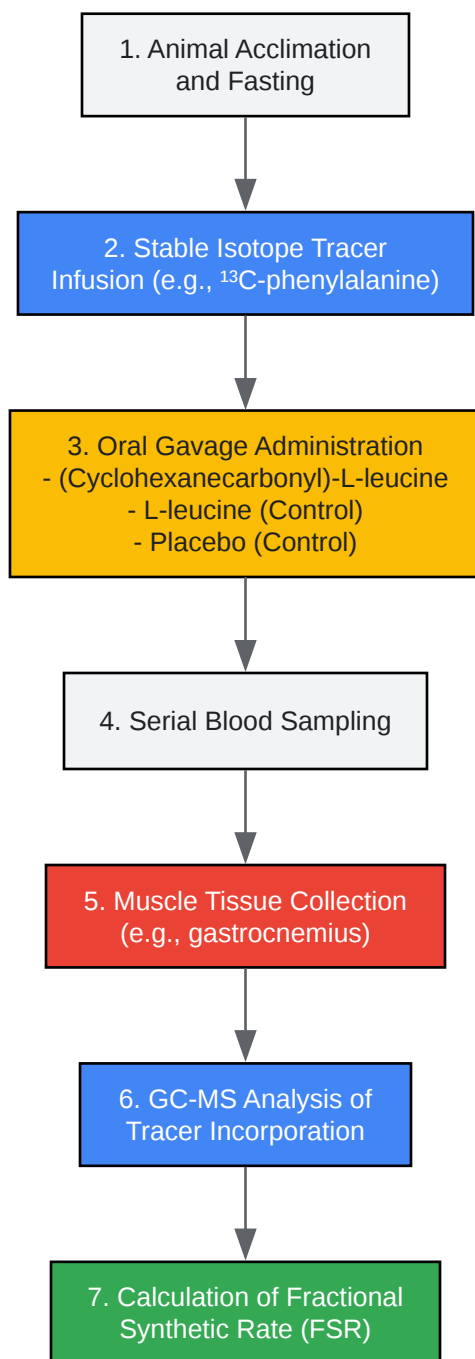 1. Animal Acclimation
and Fasting
2. Stable Isotope Tracer
Infusion (e.g., ¹³C-phenylalanine)
3. Oral Gavage Administration
- (Cyclohexanecarbonyl)-L-leucine
- L-leucine (Control)
- Placebo (Control)
4. Serial Blood Sampling
5. Muscle Tissue Collection
(e.g., gastrocnemius)
6. GC-MS Analysis of
Tracer Incorporation
7. Calculation of Fractional
Synthetic Rate (FSR)